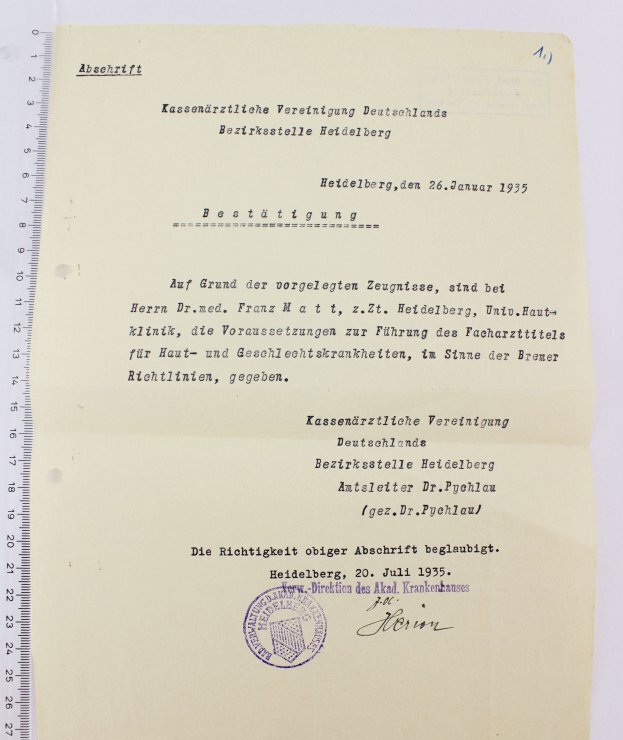 1.)
Abschrift
Kassenärztliche Vereinigung Deutschlands
Bezirksstelle Heidelberg
Heidelberg,den 26.Januar 1935
B e s t ä t i g u n g
=============================
Auf Grund der vorgelegten Zeugnisse, sind bei
Herrn Dr.med. Franz M a t t, z.Zt. Heidelberg, Univ.Haut-
klinik, die Voraussetzungen zur Führung des Facharzttitels
für Haut- und Geschlechtskrankheiten, im Sinne der Bremer
Richtlinien, gegeben.
Kassenärztliche Vereinigung
Deutschlands
Bezirksstelle Heidelberg
Amtsleiter Dr.Pychlau
(gez.Dr.Pychlau)
Die Richtigkeit obiger Abschrift beglaubigt.
Heidelberg, 20. Juli 1935.
Verw.-Direktion des Akad. Krankenhauses
Herion
HEIDELBERG
0
1
2
3
4
5
6
7
8
9
10
11
12
13
14
15
16
17
18
19
20
21
22
23
24
25
26
27